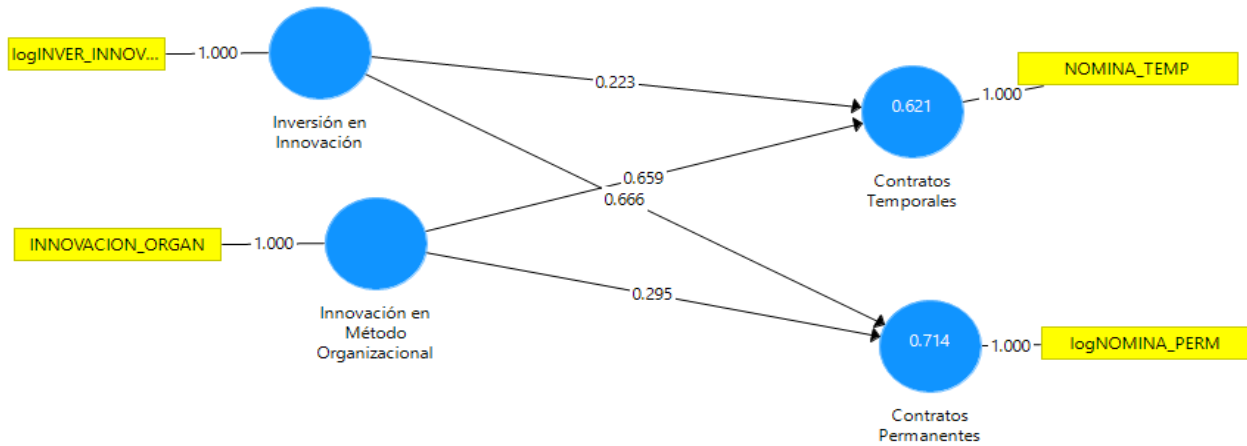 logINVER_INNOV...
1.000
Inversión en
Innovación
0.223
NOMINA_TEMP
1.000
0.621
Contratos
Temporales
0.659
0.666
INNOVACION_ORGAN
1.000
Innovación en
Método
Organizacional
0.295
0.714
1.000
logNOMINA_PERM
Contratos
Permanentes